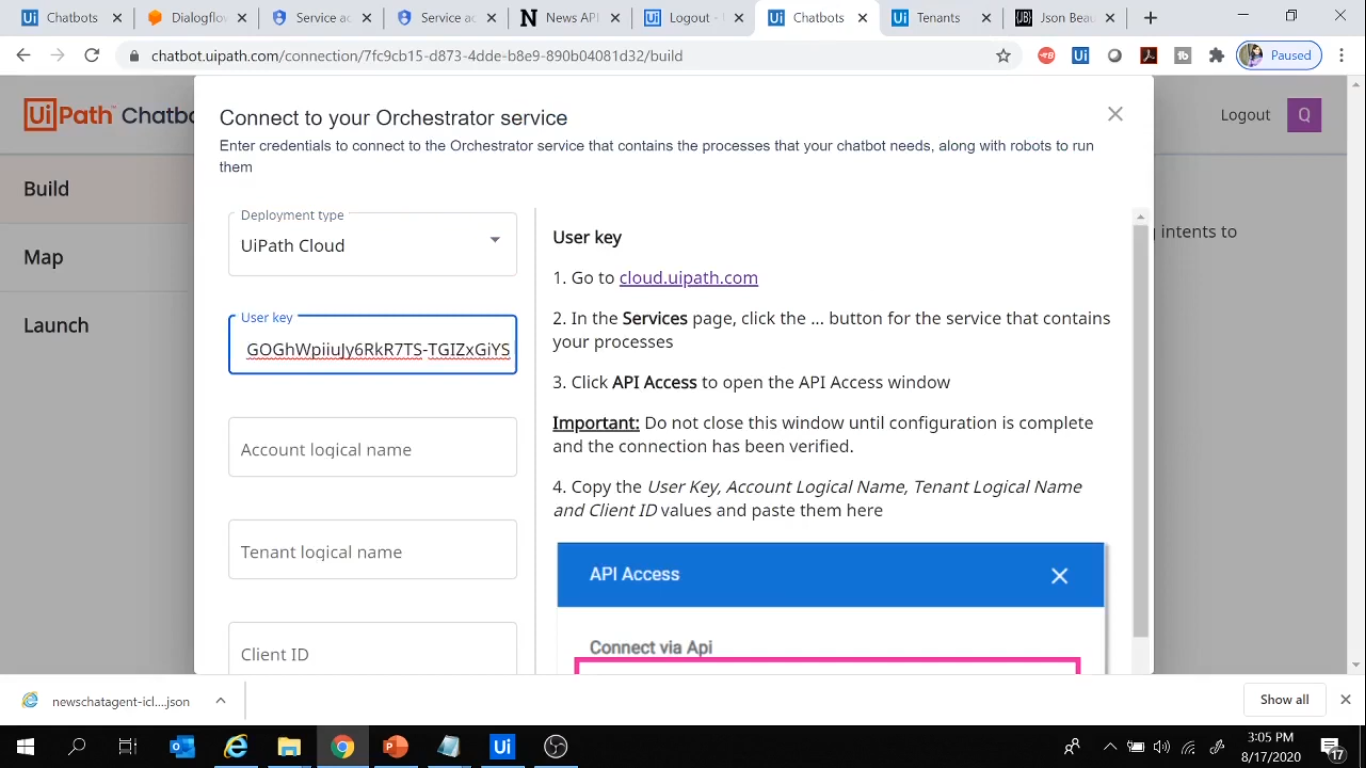 Chatbots
Dialogflo
Service ac
Service ac
News API
Logout -
Chatbots
Tenants
Json Beau
chatbot.uipath.com/connection/7fc9cb15-d873-4dde-b8e9-890b04081d32/build
Paused
UiPath™ Chatbo
Logout
Q
Build
Map
Launch
g intents to
Connect to your Orchestrator service
Enter credentials to connect to the Orchestrator service that contains the processes that your chatbot needs, along with robots to run
them
Deployment type
UiPath Cloud
User key
GOGhWpiiuJy6RkR7TS-TGIZxGiYS
Account logical name
Tenant logical name
Client ID
User key
1. Go to cloud.uipath.com
2. In the Services page, click the ... button for the service that contains
your processes
3. Click API Access to open the API Access window
Important: Do not close this window until configuration is complete
and the connection has been verified.
4. Copy the User Key, Account Logical Name, Tenant Logical Name
and Client ID values and paste them here
API Access
Connect via Api
newschatagent-icl....json
Show all
Ui
3:05 PM
8/17/2020
17